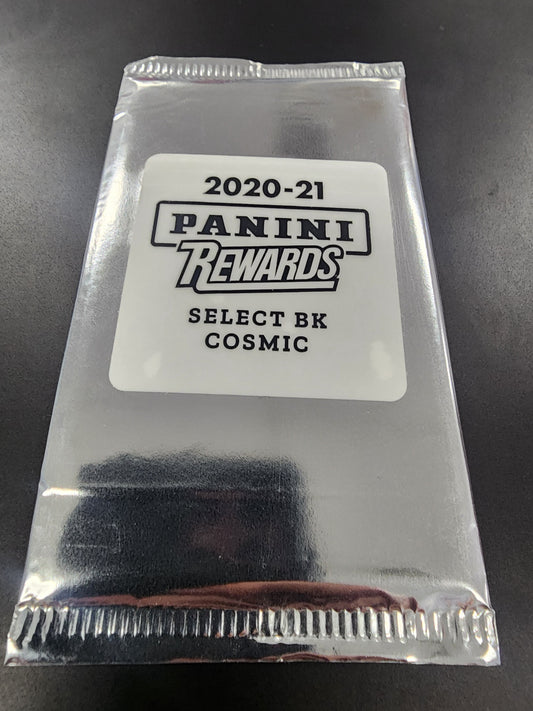 2020-21
PANINI
REWARDS
SELECT BK
COSMIC